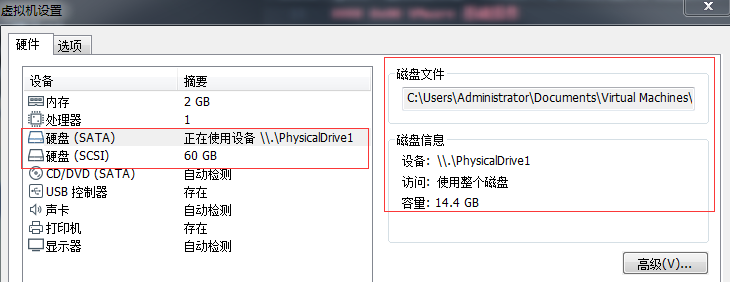 虚拟机设置
硬件
选项
设备
摘要
内存
2 GB
处理器
1
硬盘 (SATA)
正在使用设备 \\.\PhysicalDrive1
硬盘 (SCSI)
60 GB
CD/DVD (SATA)
自动检测
USB 控制器
存在
声卡
自动检测
打印机
存在
显示器
自动检测
磁盘文件
C:\Users\Administrator\Documents\Virtual Machines\
磁盘信息
设备: \\.\PhysicalDrive1
访问: 使用整个磁盘
容量: 14.4 GB
高级(V)...